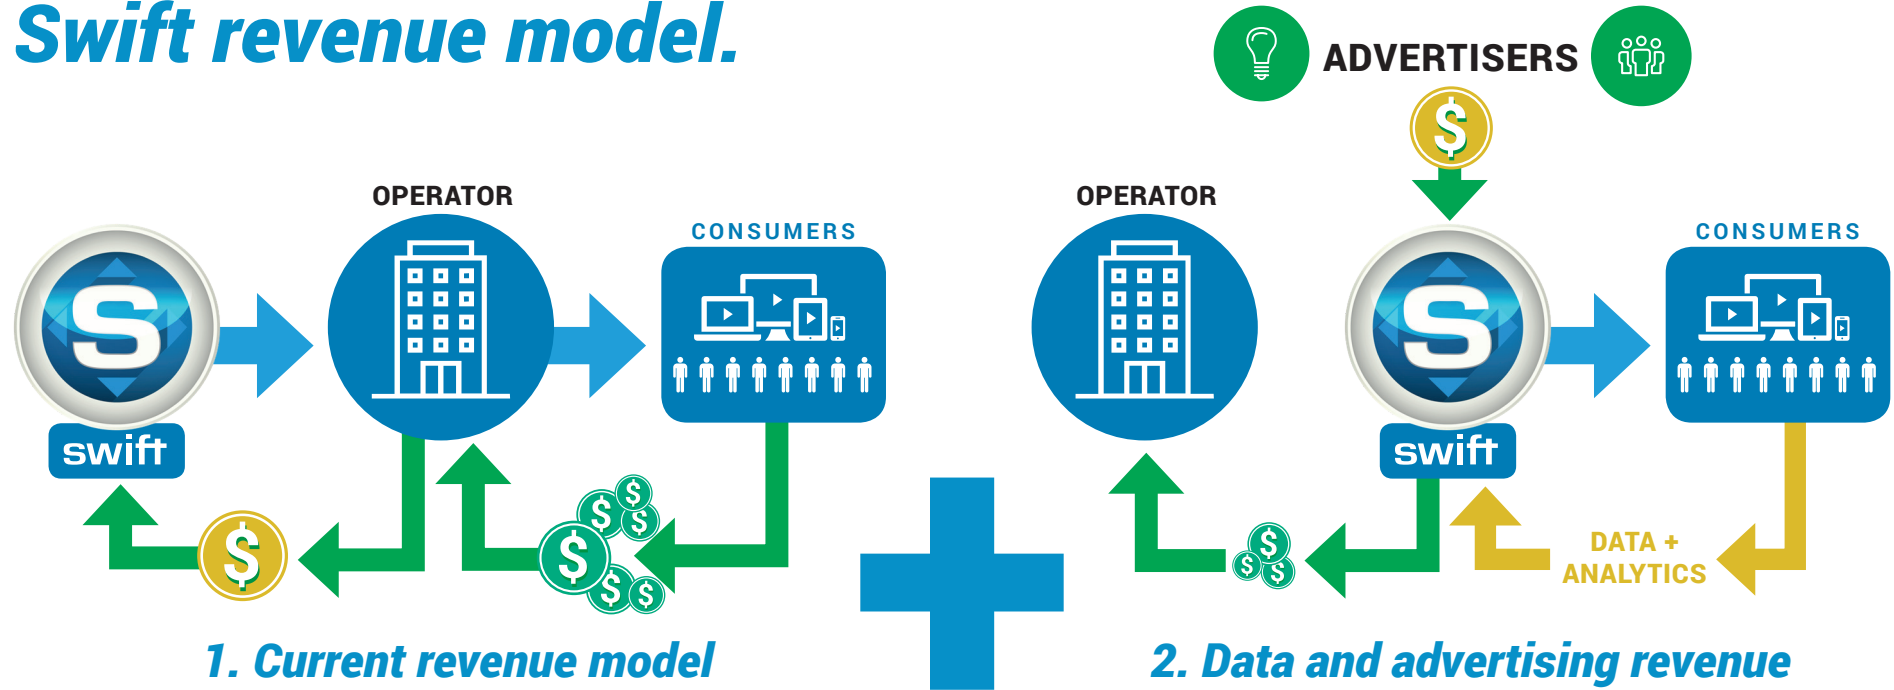 Swift revenue model.
OPERATOR
CONSUMERS
S
swift
$
$
$
$
$
$
$
1. Current revenue model
ADVERTISERS
$
OPERATOR
CONSUMERS
S
swift
$
$
$
DATA +
ANALYTICS
2. Data and advertising revenue